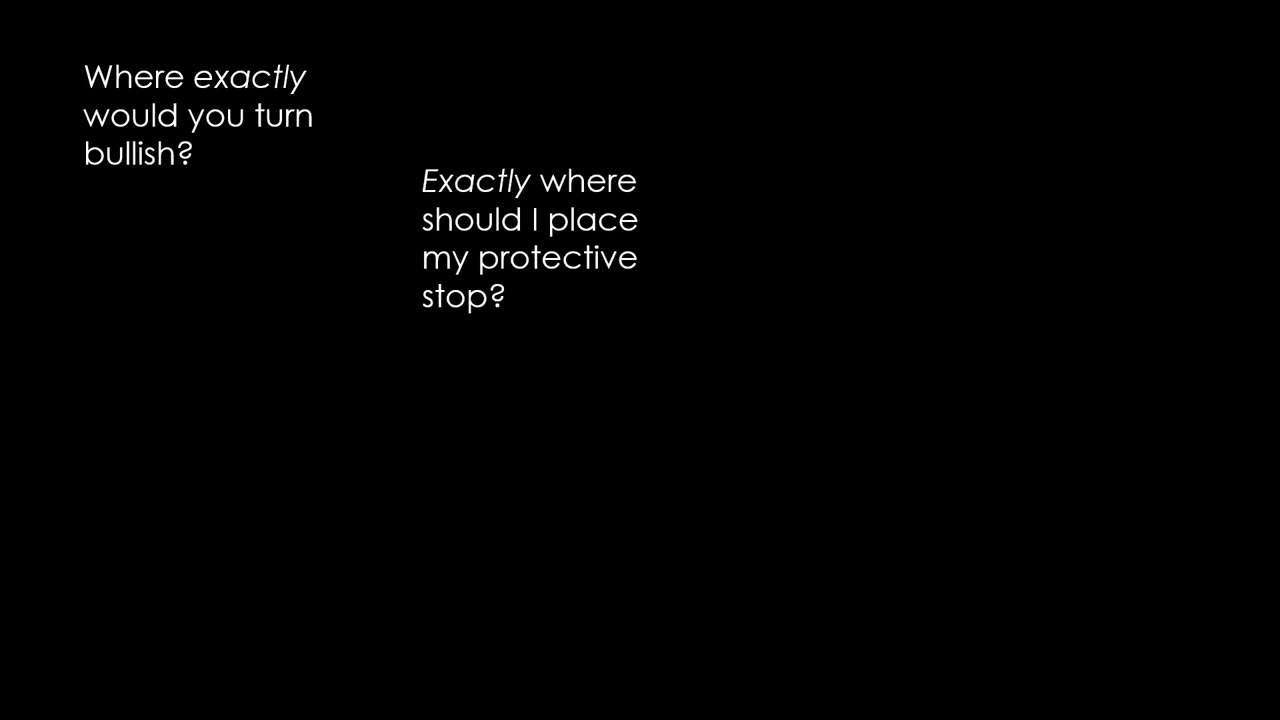 Where exactly
would you turn
bullish?
Exactly where
should I place
my protective
stop?